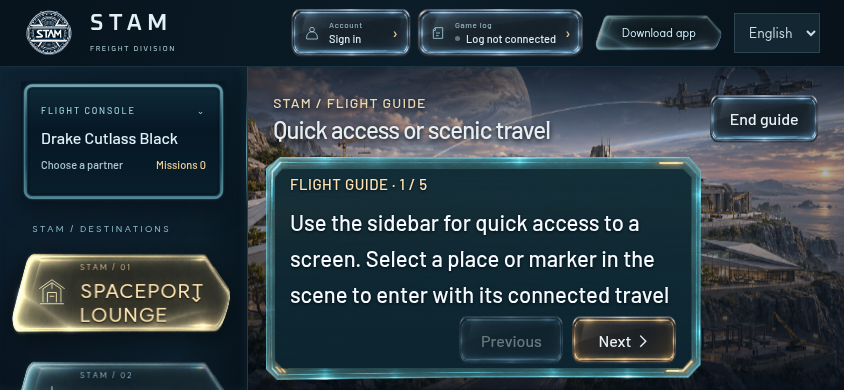 STAM
FREIGHT DIVISION
STAM
Account
Sign in
Game log
Log not connected
Download app
English
FLIGHT CONSOLE
Drake Cutlass Black
Choose a partner
Missions 0
STAM / DESTINATIONS
STAM / 01
SPACEPORT
LOUNGE
STAM / 02
STAM / FLIGHT GUIDE
Quick access or scenic travel
End guide
FLIGHT GUIDE · 1 / 5
Use the sidebar for quick access to a
screen. Select a place or marker in the
scene to enter with its connected travel
Previous
Next